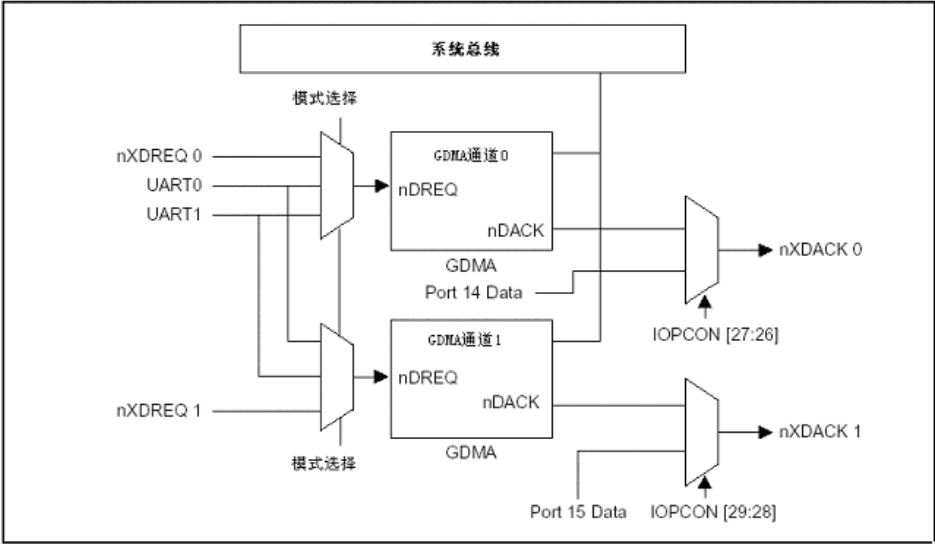 系统总线
模式选择
nXDREQ 0
UART0
UART1
GDMA通道0
nDREQ
nDACK
GDMA
Port 14 Data
nXDACK 0
IOPCON [27:26]
GDMA通道1
nDREQ
nDACK
GDMA
nXDREQ 1
模式选择
nXDACK 1
Port 15 Data
IOPCON [29:28]